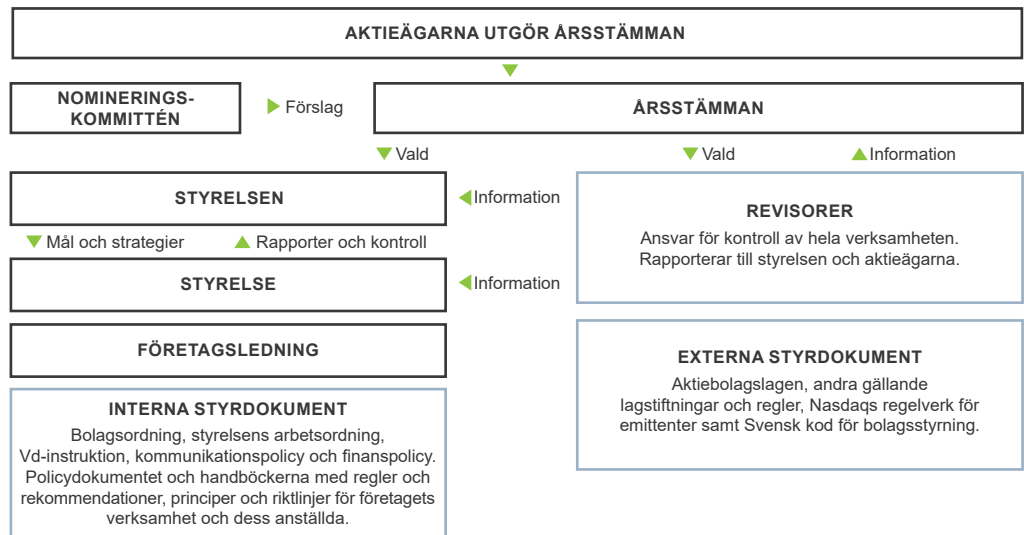 AKTIEÄGARNA UTGÖR ÅRSSTÄMMAN
NOMINERINGS-
KOMMITTÉN
Förslag
ÅRSSTÄMMAN
Vald
Vald
Information
STYRELSEN
Information
Mål och strategier
Rapporter och kontroll
STYRELSE
Information
FÖRETAGSLEDNING
INTERNA STYRDOKUMENT
Bolagsordning, styrelsens arbetsordning,
Vd-instruktion, kommunikationspolicy och finanspolicy.
Policydokumentet och handböckerna med regler och
rekommendationer, principer och riktlinjer för företagets
verksamhet och dess anställda.
REVISORER
Ansvar för kontroll av hela verksamheten.
Rapporterar till styrelsen och aktieägarna.
EXTERNA STYRDOKUMENT
Aktiebolagslagen, andra gällande
lagstiftningar och regler, Nasdaqs regelverk för
emittenter samt Svensk kod för bolagsstyrning.